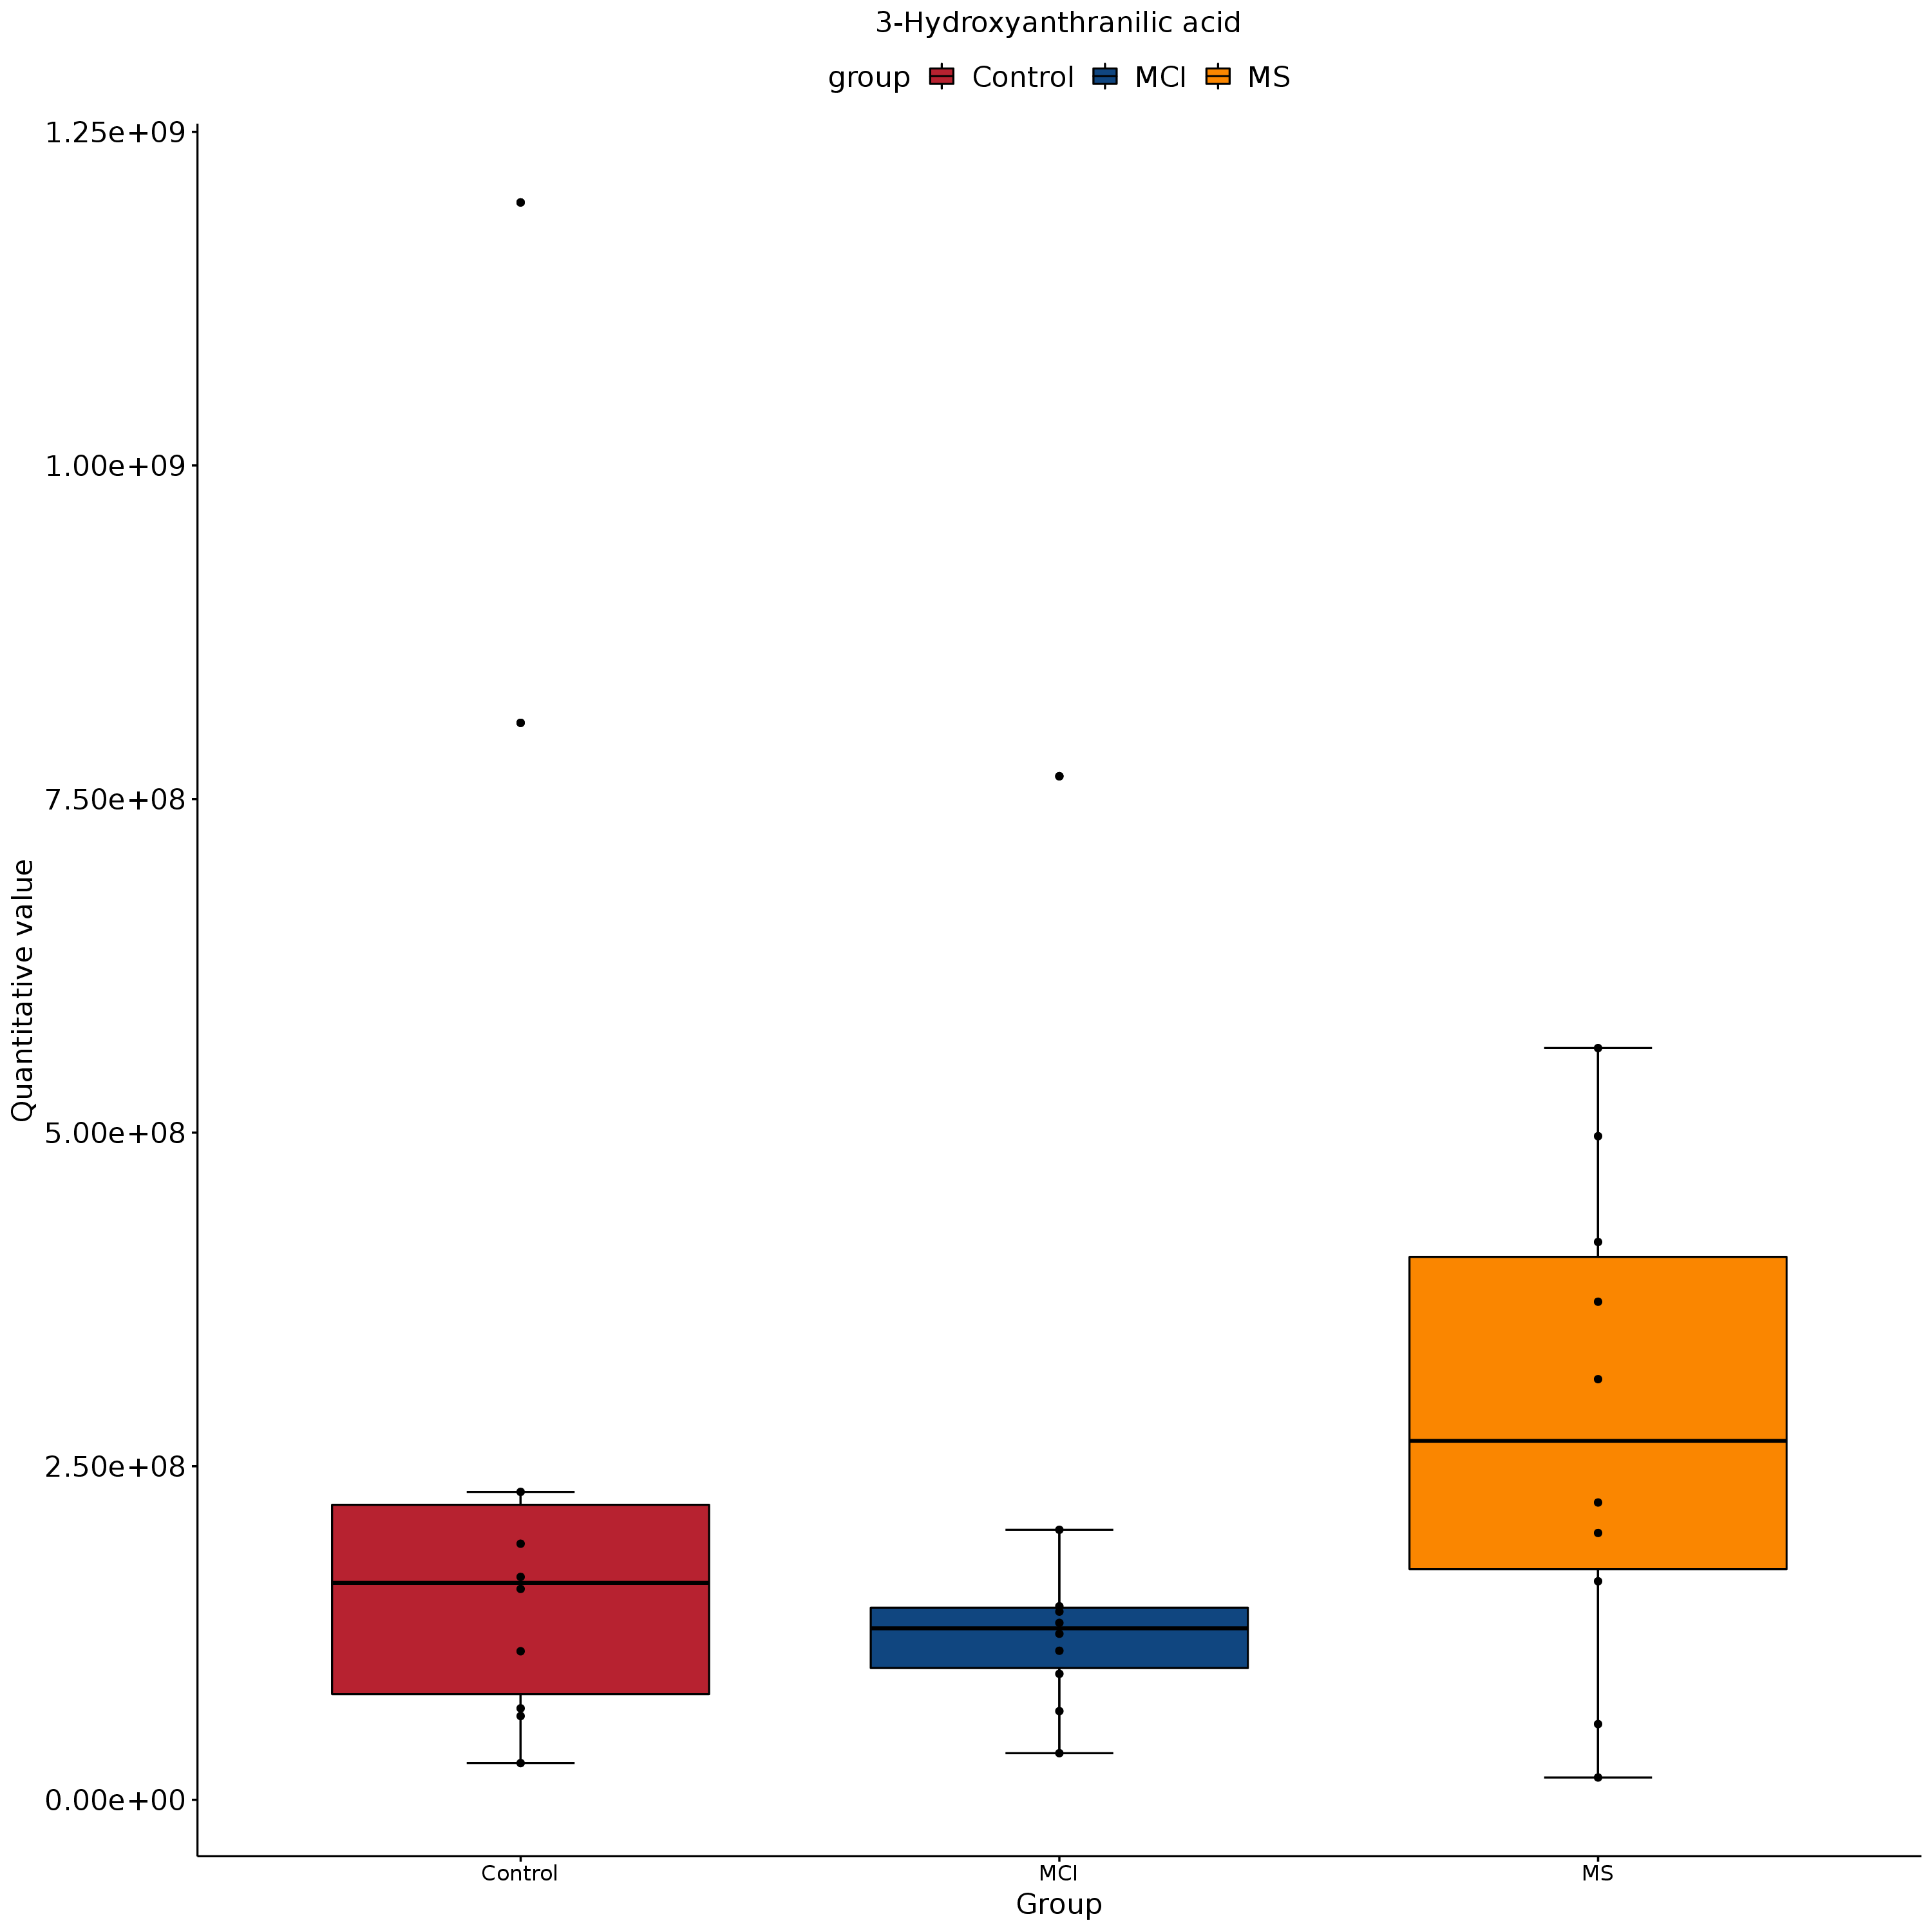 3-Hydroxyanthranilic acid
group Control MCI MS
1.25e+09
1.00e+09
7.50e+08
5.00e+08
2.50e+08
0.00e+00
Quantitative value
Control MCI MS
Group